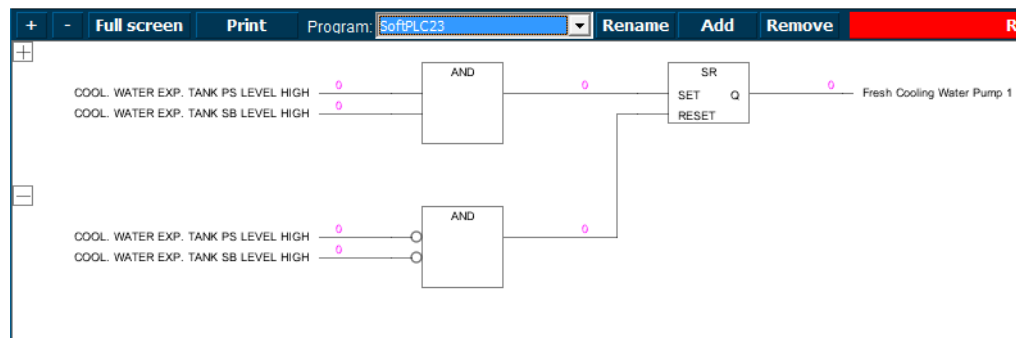 + - Full screen Print Program: SoftPLC23 Rename Add Remove R
AND SR
COOL. WATER EXP. TANK PS LEVEL HIGH 0 0 SET Q 0 Fresh Cooling Water Pump 1
COOL. WATER EXP. TANK SB LEVEL HIGH 0 RESET
AND
COOL. WATER EXP. TANK PS LEVEL HIGH 0 0
COOL. WATER EXP. TANK SB LEVEL HIGH 0